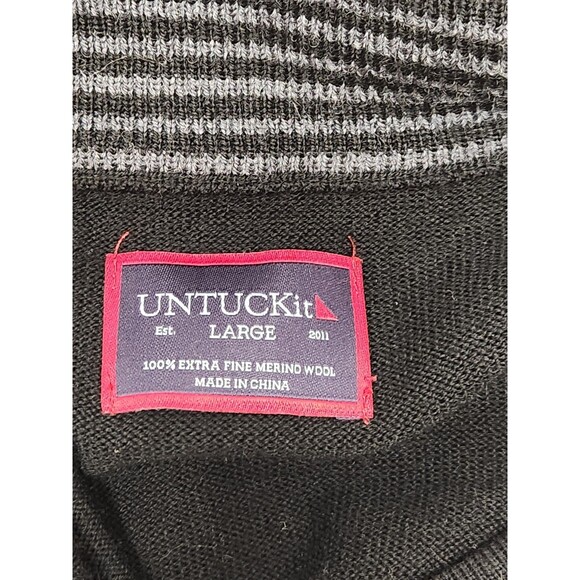 UNTUCKit
Est. LARGE 2011
100% EXTRA FINE MERINO WOOL
MADE IN CHINA